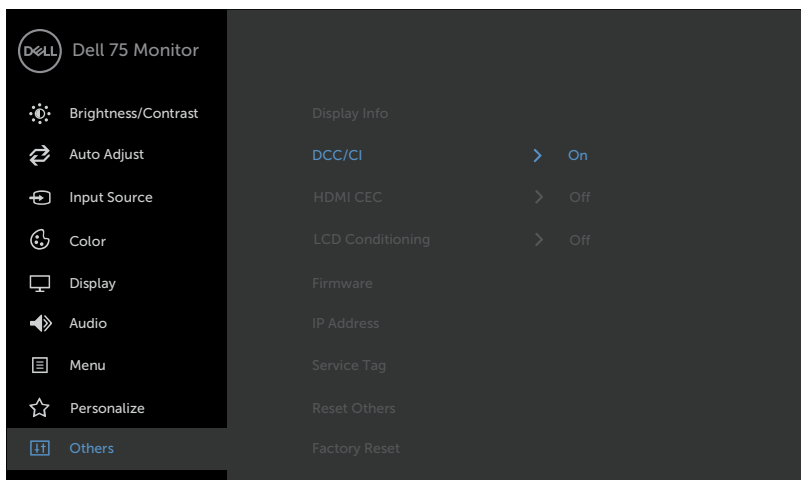 DELL Dell 75 Monitor
Brightness/Contrast
Display Info
Auto Adjust DCC/CI On
Input Source HDMI CEC Off
Color LCD Conditioning Off
Display Firmware
Audio IP Address
Menu Service Tag
Personalize Reset Others
Others Factory Reset